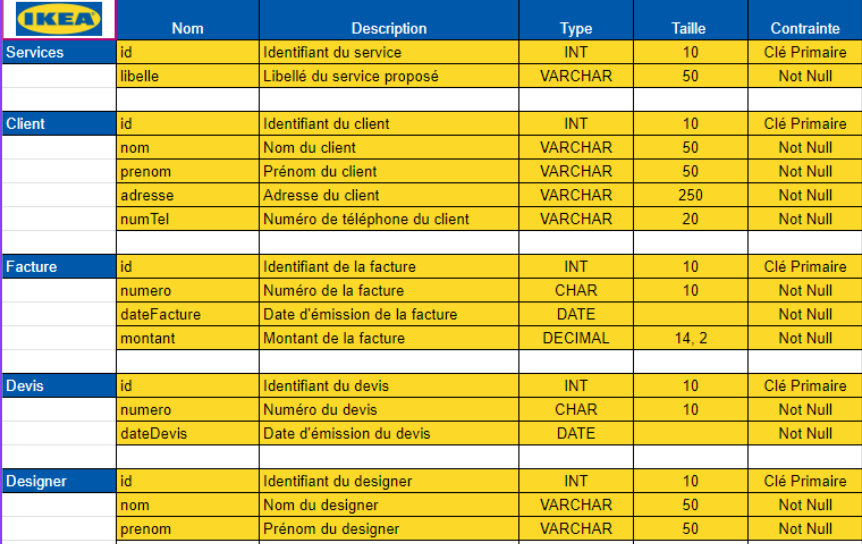 IKEA Nom Description Type Taille Contrainte
Services id Identifiant du service INT 10 Clé Primaire
libelle Libellé du service proposé VARCHAR 50 Not Null
Client id Identifiant du client INT 10 Clé Primaire
nom Nom du client VARCHAR 50 Not Null
prenom Prénom du client VARCHAR 50 Not Null
adresse Adresse du client VARCHAR 250 Not Null
numTel Numéro de téléphone du client VARCHAR 20 Not Null
Facture id Identifiant de la facture INT 10 Clé Primaire
numero Numéro de la facture CHAR 10 Not Null
dateFacture Date d'émission de la facture DATE Not Null
montant Montant de la facture DECIMAL 14, 2 Not Null
Devis id Identifiant du devis INT 10 Clé Primaire
numero Numéro du devis CHAR 10 Not Null
dateDevis Date d'émission du devis DATE Not Null
Designer id Identifiant du designer INT 10 Clé Primaire
nom Nom du designer VARCHAR 50 Not Null
prenom Prénom du designer VARCHAR 50 Not Null